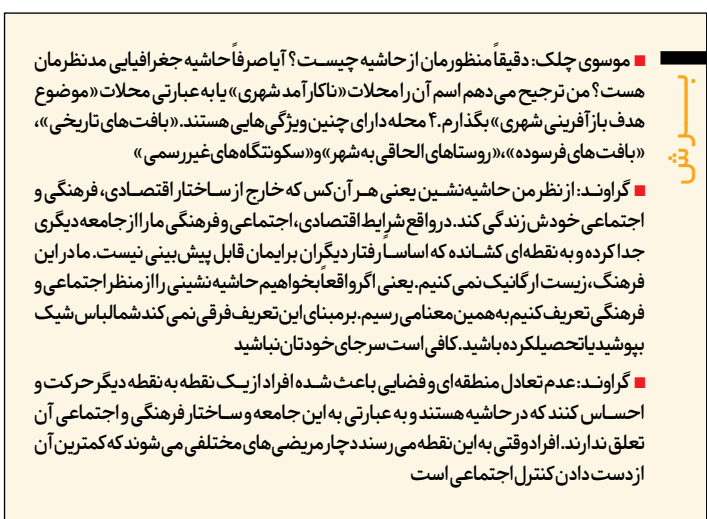 برش
■ موسوی چلک: دقیقاً منظورمان از حاشیه چیست؟ آیا صرفاً حاشیه جغرافیایی مدنظرمان
هست؟ من ترجیح می‌دهم اسم آن را محلات «ناکارآمد شهری» یا به عبارتی محلات «موضوع
هدف بازآفرینی شهری» بگذارم. ۴ محله دارای چنین ویژگی‌هایی هستند. «بافت‌های تاریخی»،
«بافت‌های فرسوده»، «روستاهای الحاقی به شهر» و «سکونتگاه‌های غیررسمی»
■ گراوند: از نظر من حاشیه‌نشین یعنی هر آن کس که خارج از ساختار اقتصادی، فرهنگی و
اجتماعی خودش زندگی کند. در واقع شرایط اقتصادی، اجتماعی و فرهنگی ما را از جامعه دیگری
جدا کرده و به نقطه‌ای کشانده که اساساً رفتار دیگران برایمان قابل پیش‌بینی نیست. ما در این
فرهنگ، زیست ارگانیک نمی‌کنیم. یعنی اگر واقعاً بخواهیم حاشیه‌نشینی را از منظر اجتماعی و
فرهنگی تعریف کنیم به همین معنا می‌رسیم. بر مبنای این تعریف فرقی نمی‌کند شما لباس شیک
بپوشید یا تحصیلکرده باشید. کافی است سر جای خودتان نباشید
■ گراوند: عدم تعادل منطقه‌ای و فضایی باعث شده افراد از یک نقطه به نقطه دیگر حرکت و
احساس کنند که در حاشیه هستند و به عبارتی به این جامعه و ساختار فرهنگی و اجتماعی آن
تعلق ندارند. افراد وقتی به این نقطه می‌رسند دچار مریضی‌های مختلفی می‌شوند که کمترین آن
از دست دادن کنترل اجتماعی است